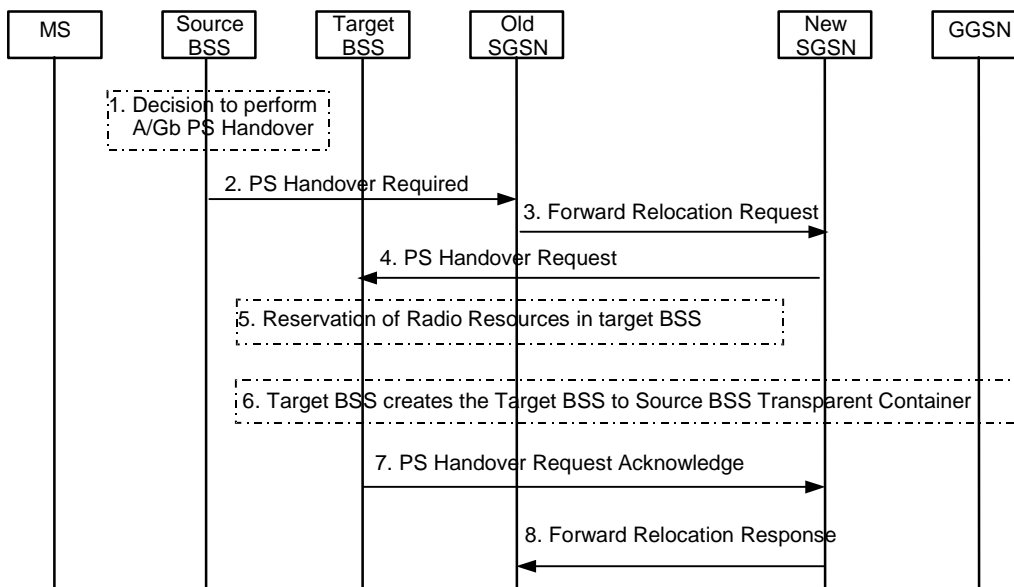 MS
Source
BSS
Target
BSS
Old
SGSN
New
SGSN
GGSN
1. Decision to perform
A/Gb PS Handover
2. PS Handover Required
3. Forward Relocation Request
4. PS Handover Request
5. Reservation of Radio Resources in target BSS
6. Target BSS creates the Target BSS to Source BSS Transparent Container
7. PS Handover Request Acknowledge
8. Forward Relocation Response